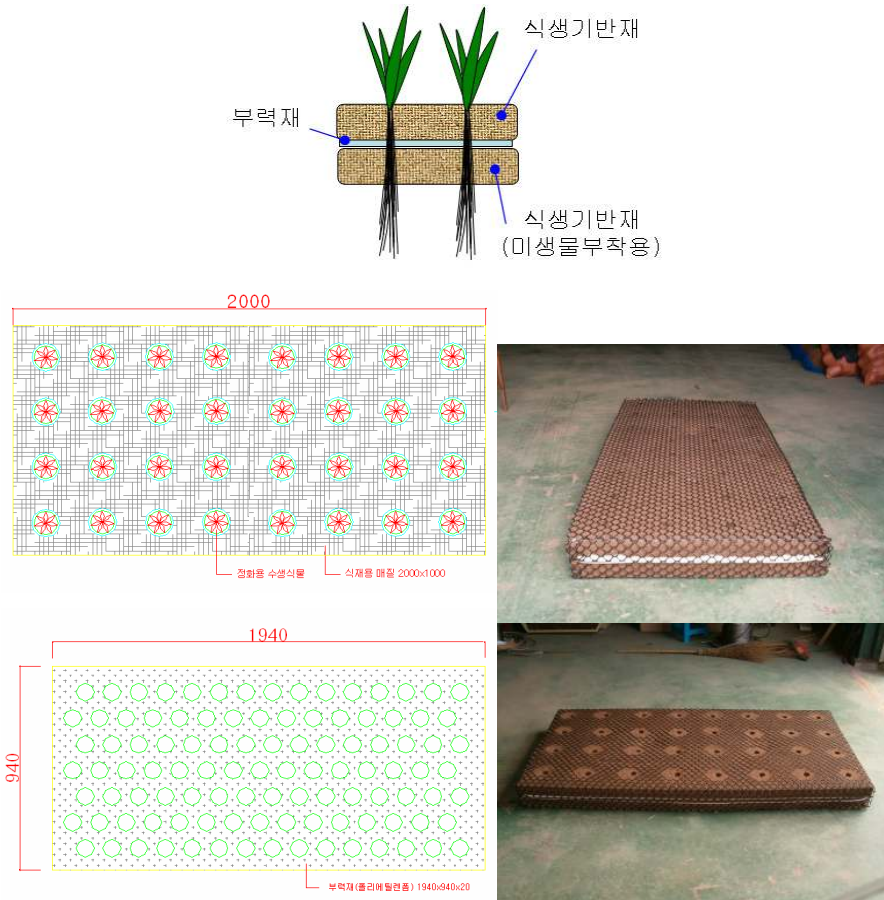 식생기반재
부력재
식생기반재
(미생물부착용)
2000
정화용 수생식물
식재용 매질 2000x1000
1940
940
부력재(폴리에틸렌폼) 1940x940x20